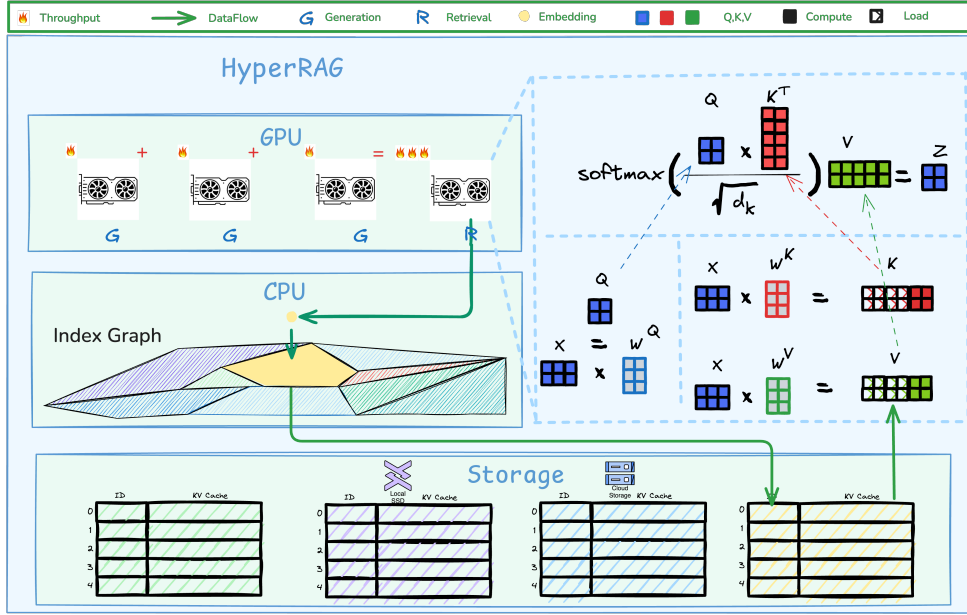 Throughput DataFlow G Generation R Retrieval Embedding Q,K,V Compute Load
HyperRAG
GPU
+ + =
G G G R
CPU
Index Graph
Q K^T V Z
softmax ( x / √d_k ) =
Q
x = W^Q
x
x W^K K
x =
x W^V V
x =
Storage
Local SSD
Cloud Storage
ID KV Cache
0
1
2
3
4
ID KV Cache
0
1
2
3
4
ID KV Cache
0
1
2
3
4
ID KV Cache
0
1
2
3
4